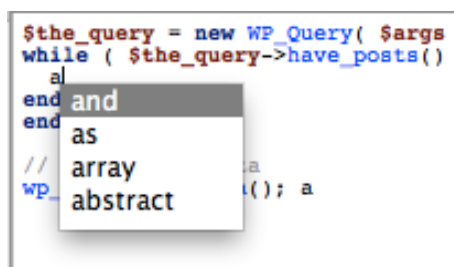 $the_query = new WP_Query( $args
while ( $the_query->have_posts()
a
end
and
end
as
//
array
a
wp_
(); a
abstract